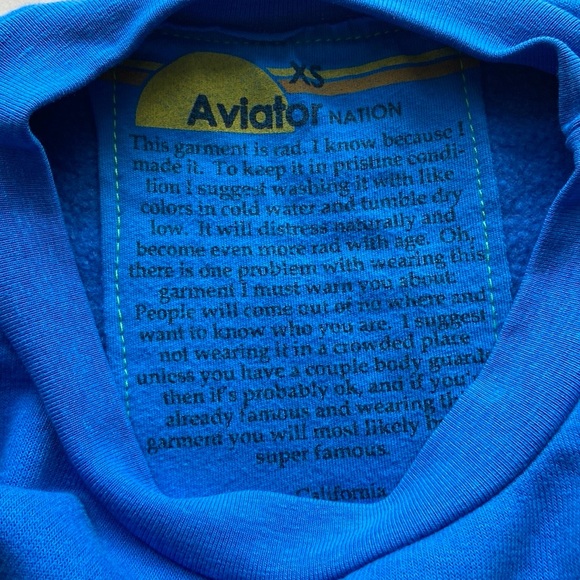 XS
Aviator NATION
This garment is rad. I know because I
made it. To keep it in pristine condi-
tion I suggest washing it with like
colors in cold water and tumble dry
low. It will distress naturally and
become even more rad with age. Oh,
there is one problem with wearing this
garment I must warn you about.
People will come out of no where and
want to know who you are. I suggest
not wearing it in a crowded place
unless you have a couple body guards
then if's probably ok, and if you're
already famous and wearing this
garment you will most likely be
super famous.
California